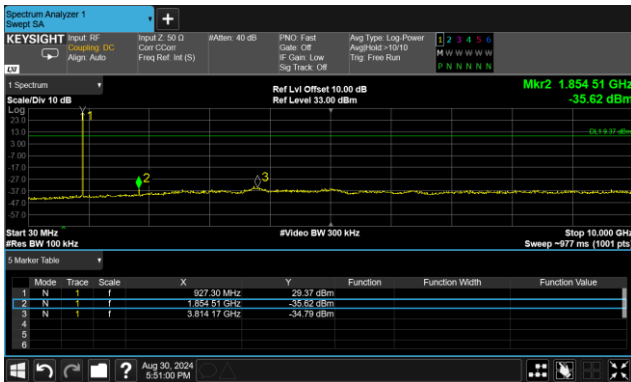 Spectrum Analyzer 1
Swept SA
KEYSIGHT Input: RF Input Z: 50 Ω #Atten: 40 dB PNO: Fast Avg Type: Log-Power 1 2 3 4 5 6
Coupling: DC Corr CCorr Gate: Off Avg|Hold >10/10 M W W W W W
Align: Auto Freq Ref: Int (S) IF Gain: Low Trig: Free Run
Sig Track: Off P N N N N N
LXI
1 Spectrum Ref Lvl Offset 10.00 dB Mkr2 1.854 51 GHz
Scale/Div 10 dB Ref Level 33.00 dBm -35.62 dBm
Log
23.0
13.0
3.00
-7.00
-17.0
-27.0
-37.0
-47.0
-57.0
1
2
3
DL1 9.37 dBm
Start 30 MHz #Video BW 300 kHz Stop 10.000 GHz
#Res BW 100 kHz Sweep ~977 ms (1001 pts)
5 Marker Table
Mode Trace Scale X Y Function Function Width Function Value
1 N 1 f 927.30 MHz 29.37 dBm
2 N 1 f 1.854 51 GHz -35.62 dBm
3 N 1 f 3.814 17 GHz -34.79 dBm
4
5
6
? Aug 30, 2024
5:51:00 PM